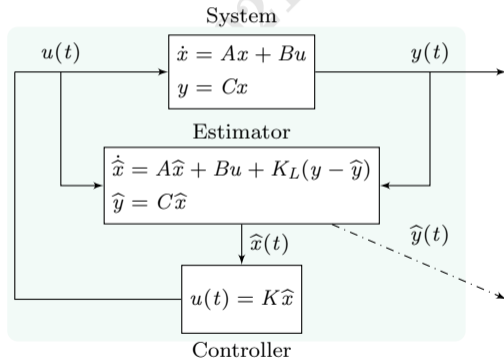 System
u(t)
ẋ = Ax + Bu
y = Cx
y(t)
Estimator
x̂̇ = Ax̂ + Bu + K_L(y − ŷ)
ŷ = Cx̂
x̂(t)
ŷ(t)
u(t) = Kx̂
Controller